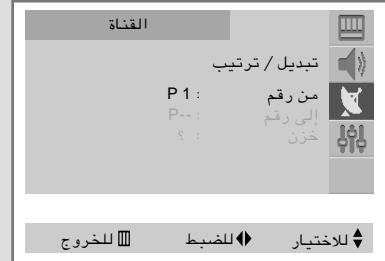 القناة
تبديل / ترتيب
من رقم : P 1
إلى رقم : P--
خزن : ؟
للاختيار للضبط للخروج